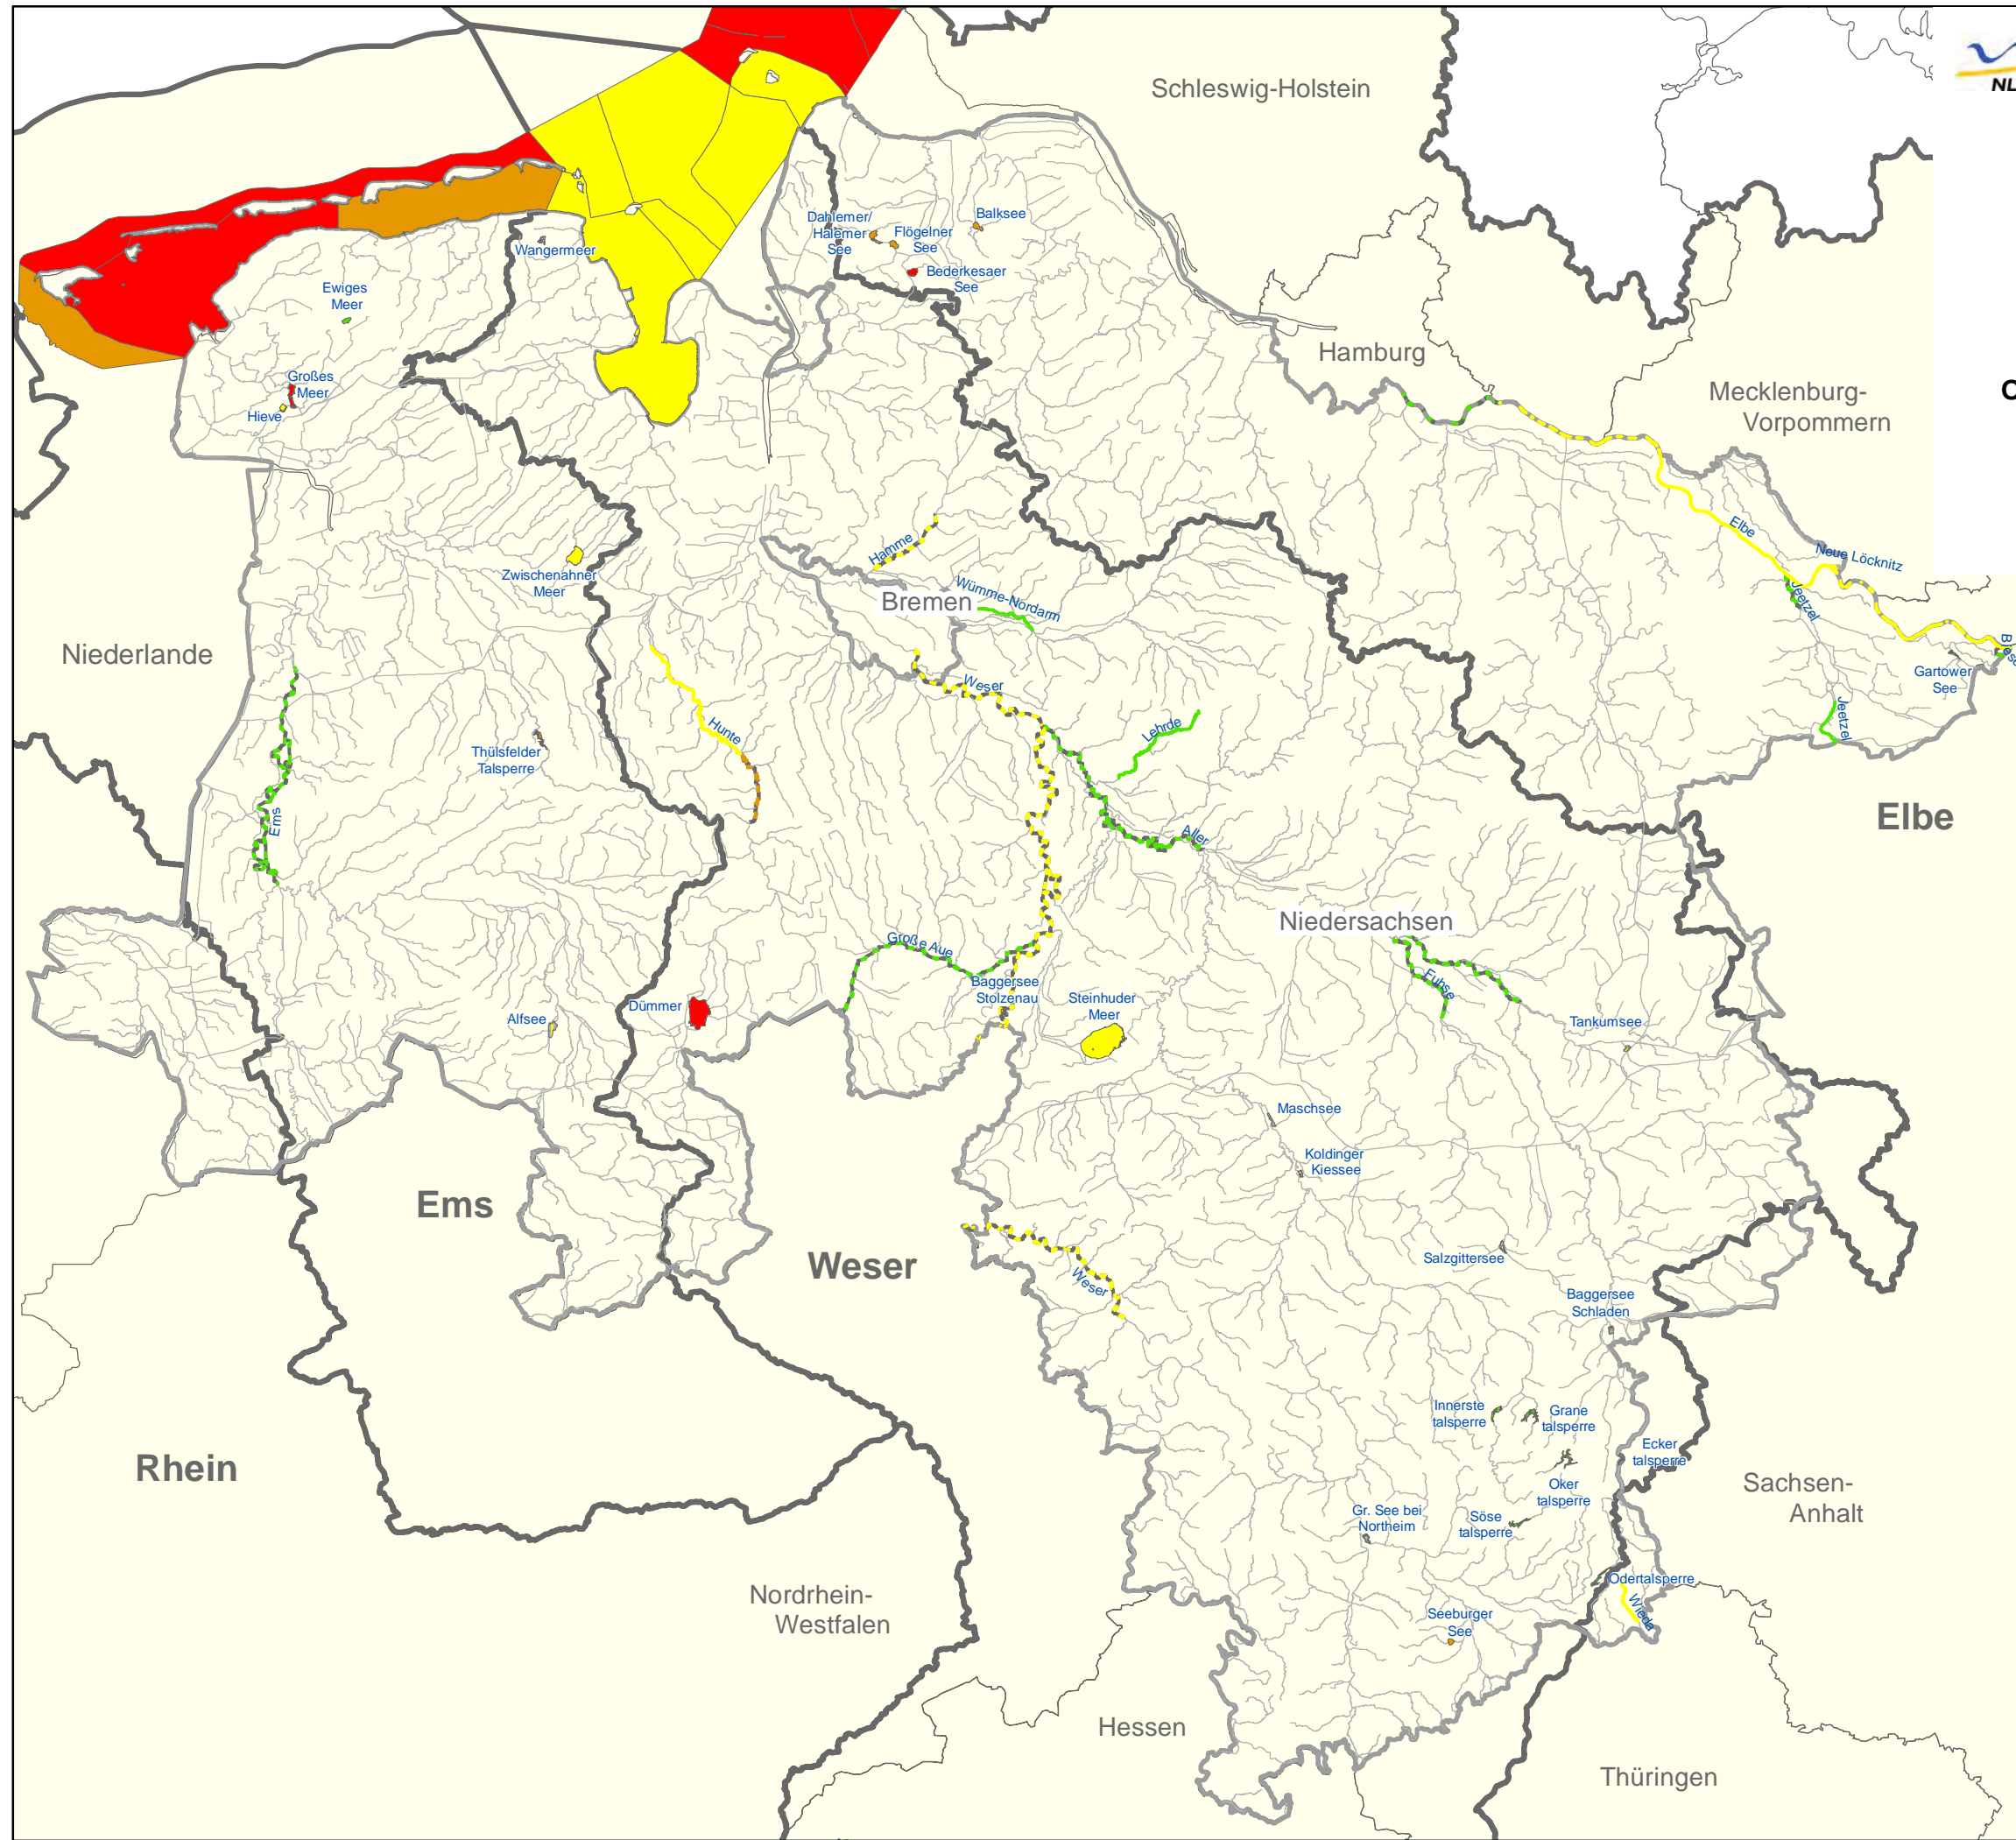 Schleswig-Holstein
NL
Dahlemer/
Halemer
See
Flögelner
See
Balksee
Bederkesaer
See
Wangermeer
Ewiges
Meer
Großes
Meer
Hieve
Hamburg
Mecklenburg-
Vorpommern
Elbe
Neue Löcknitz
Jeetzel
Gartower
See
Jeetzel
Elbe
Hamme
Wümme-Nordarm
Bremen
Zwischenahner
Meer
Niederlande
Weser
Lehrde
Hunte
Thülsfelder
Talsperre
Ems
Aller
Niedersachsen
Große Aue
Fuhse
Baggersee
Stolzenau
Steinhuder
Meer
Dümmer
Alfsee
Tankumsee
Maschsee
Koldinger
Kiessee
Ems
Weser
Weser
Salzgittersee
Baggersee
Schladen
Innerste
talsperre
Grane
talsperre
Ecker
talsperre
Oker
talsperre
Rhein
Sachsen-
Anhalt
Gr. See bei
Northeim
Söse
talsperre
Odertalsperre
Wieda
Nordrhein-
Westfalen
Seeburger
See
Hessen
Thüringen